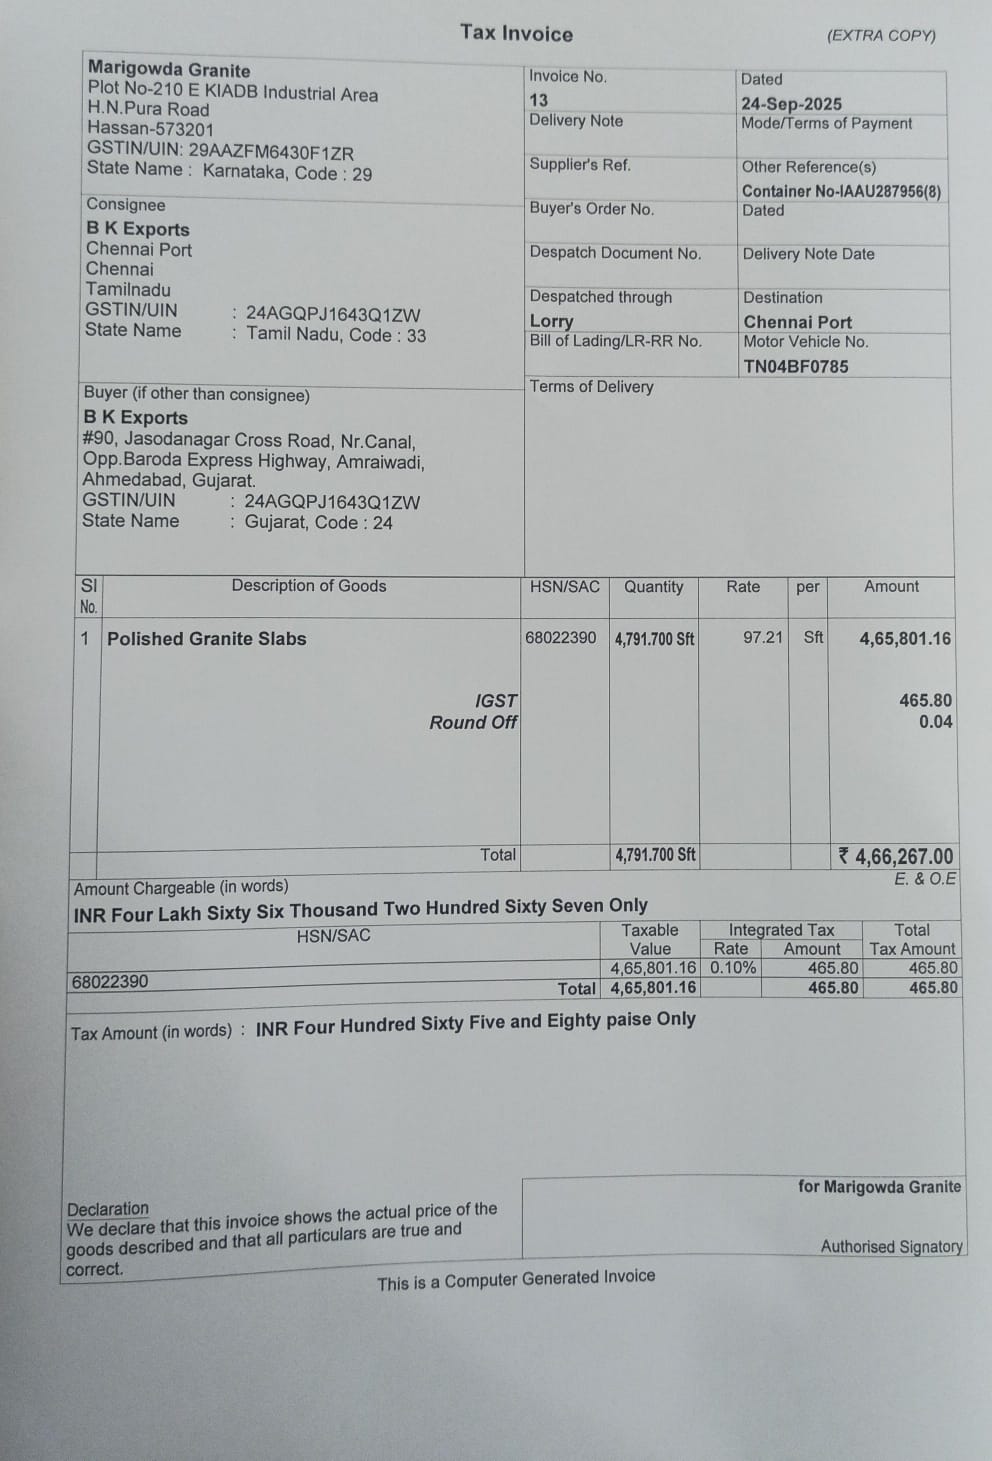 Tax Invoice
(EXTRA COPY)
Marigowda Granite
Plot No-210 E KIADB Industrial Area
H.N.Pura Road
Hassan-573201
GSTIN/UIN: 29AAZFM6430F1ZR
State Name : Karnataka, Code : 29
Invoice No.
13
Dated
24-Sep-2025
Delivery Note
Mode/Terms of Payment
Supplier's Ref.
Other Reference(s)
Container No-IAAU287956(8)
Consignee
B K Exports
Chennai Port
Chennai
Tamilnadu
GSTIN/UIN : 24AGQPJ1643Q1ZW
State Name : Tamil Nadu, Code : 33
Buyer's Order No.
Dated
Despatch Document No.
Delivery Note Date
Despatched through
Lorry
Destination
Chennai Port
Bill of Lading/LR-RR No.
Motor Vehicle No.
TN04BF0785
Buyer (if other than consignee)
B K Exports
#90, Jasodanagar Cross Road, Nr.Canal,
Opp.Baroda Express Highway, Amraiwadi,
Ahmedabad, Gujarat.
GSTIN/UIN : 24AGQPJ1643Q1ZW
State Name : Gujarat, Code : 24
Terms of Delivery
Sl No. Description of Goods HSN/SAC Quantity Rate per Amount
1 Polished Granite Slabs 68022390 4,791.700 Sft 97.21 Sft 4,65,801.16
IGST 465.80
Round Off 0.04
Total 4,791.700 Sft ₹ 4,66,267.00
Amount Chargeable (in words) E. & O.E
INR Four Lakh Sixty Six Thousand Two Hundred Sixty Seven Only
HSN/SAC Taxable Value Integrated Tax Rate Amount Total Tax Amount
68022390 4,65,801.16 0.10% 465.80 465.80
Total 4,65,801.16 465.80 465.80
Tax Amount (in words) : INR Four Hundred Sixty Five and Eighty paise Only
Declaration
We declare that this invoice shows the actual price of the
goods described and that all particulars are true and
correct.
for Marigowda Granite
Authorised Signatory
This is a Computer Generated Invoice